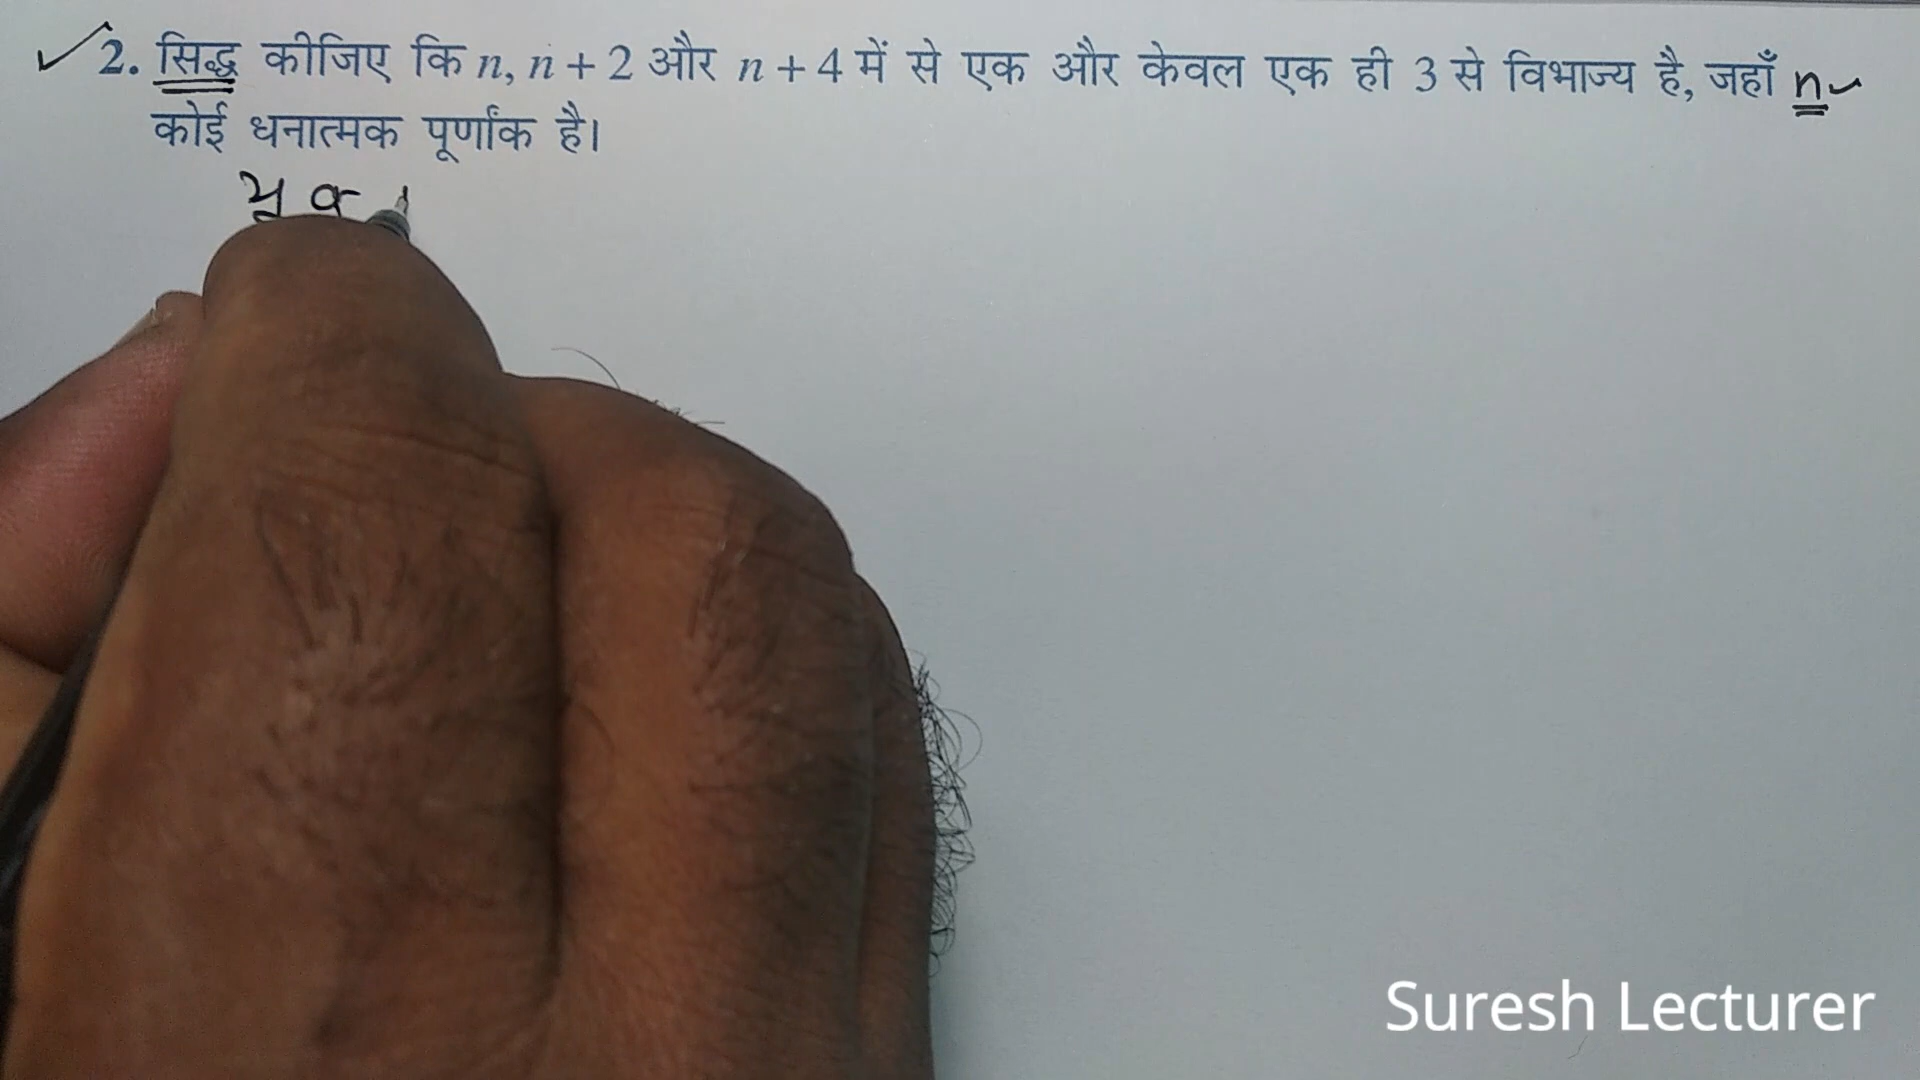 2. सिद्ध कीजिए कि n, n + 2 और n + 4 में से एक और केवल एक ही 3 से विभाज्य है, जहाँ n
कोई धनात्मक पूर्णांक है।
Suresh Lecturer